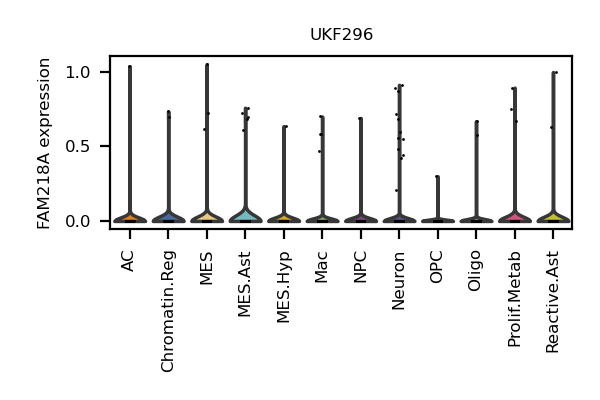 UKF296
FAM218A expression
1.0
0.5
0.0
AC
Chromatin.Reg
MES
MES.Ast
MES.Hyp
Mac
NPC
Neuron
OPC
Oligo
Prolif.Metab
Reactive.Ast